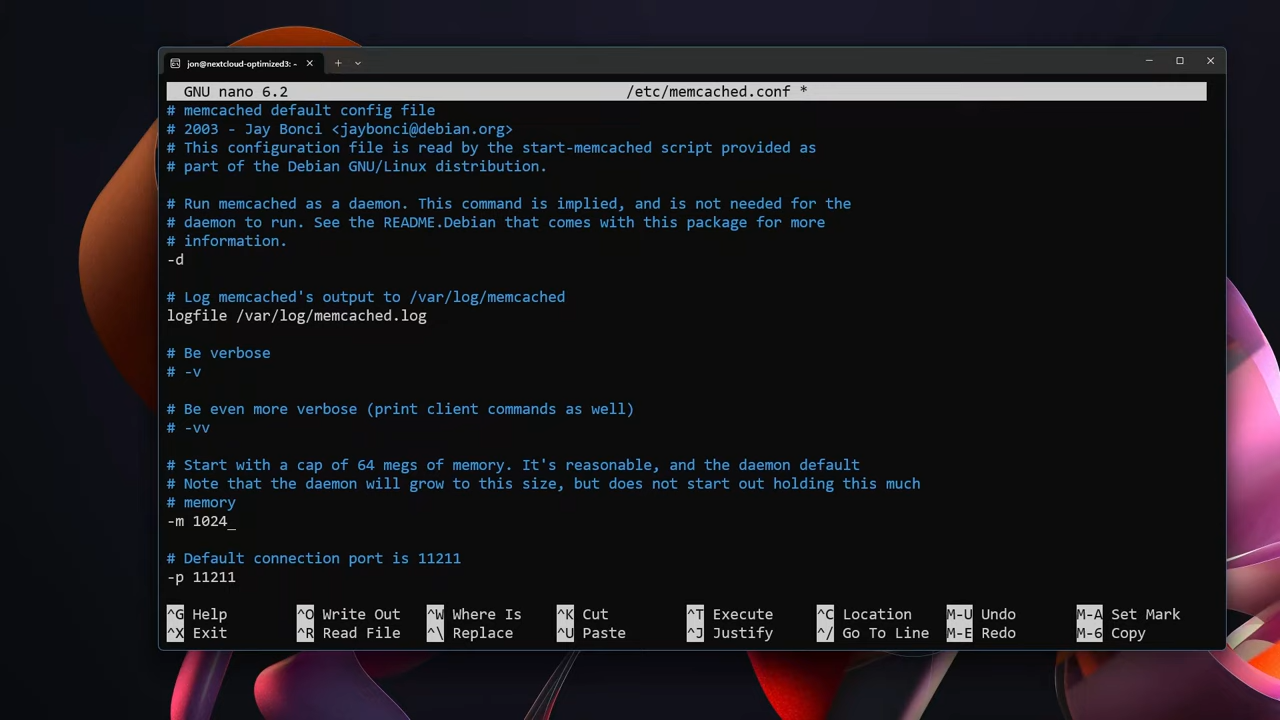 jon@nextcloud-optimized3: ~
GNU nano 6.2 /etc/memcached.conf *
# memcached default config file
# 2003 - Jay Bonci <jaybonci@debian.org>
# This configuration file is read by the start-memcached script provided as
# part of the Debian GNU/Linux distribution.
# Run memcached as a daemon. This command is implied, and is not needed for the
# daemon to run. See the README.Debian that comes with this package for more
# information.
-d
# Log memcached's output to /var/log/memcached
logfile /var/log/memcached.log
# Be verbose
# -v
# Be even more verbose (print client commands as well)
# -vv
# Start with a cap of 64 megs of memory. It's reasonable, and the daemon default
# Note that the daemon will grow to this size, but does not start out holding this much
# memory
-m 1024
# Default connection port is 11211
-p 11211
^G Help ^O Write Out ^W Where Is ^K Cut ^T Execute ^C Location M-U Undo M-A Set Mark
^X Exit ^R Read File ^\ Replace ^U Paste ^J Justify ^/ Go To Line M-E Redo M-6 Copy